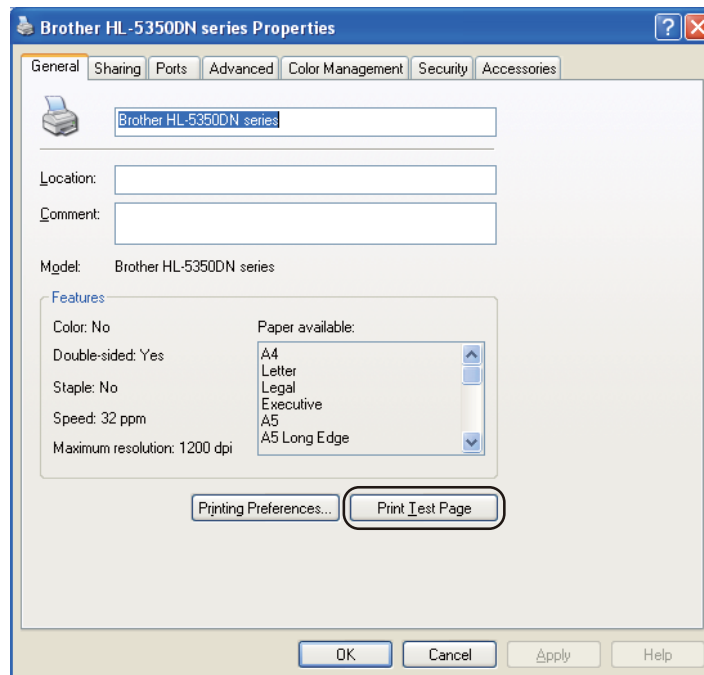 Brother HL-5350DN series Properties
General Sharing Ports Advanced Color Management Security Accessories
Brother HL-5350DN series
Location:
Comment:
Model: Brother HL-5350DN series
Features
Color: No Paper available:
Double-sided: Yes A4
Letter
Staple: No Legal
Executive
Speed: 32 ppm A5
Maximum resolution: 1200 dpi A5 Long Edge
Printing Preferences... Print Test Page
OK Cancel Apply Help